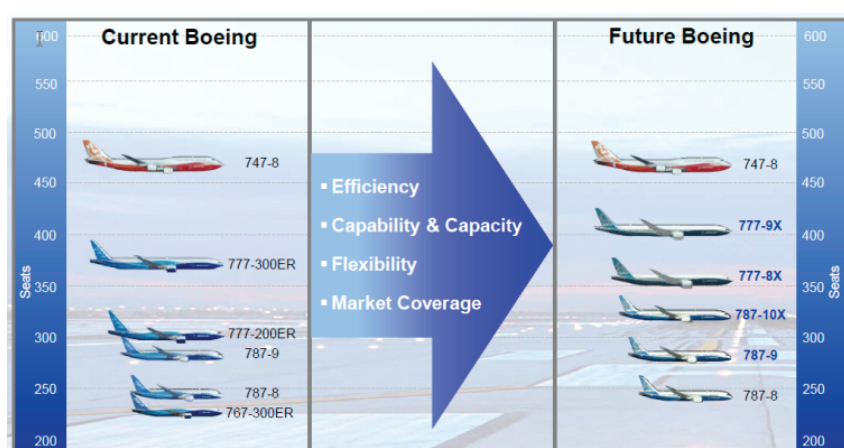 Current Boeing
Future Boeing
600
550
500
450
400
350
300
250
200
Seats
747-8
777-300ER
777-200ER
787-9
787-8
767-300ER
▪ Efficiency
▪ Capability & Capacity
▪ Flexibility
▪ Market Coverage
747-8
777-9X
777-8X
787-10X
787-9
787-8
600
550
500
450
400
350
300
250
200
Seats